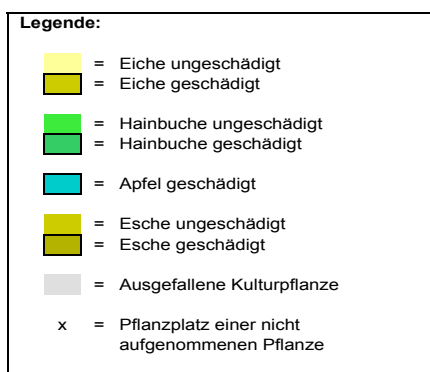 Legende:
= Eiche ungeschädigt
= Eiche geschädigt
= Hainbuche ungeschädigt
= Hainbuche geschädigt
= Apfel geschädigt
= Esche ungeschädigt
= Esche geschädigt
= Ausgefallene Kulturpflanze
x = Pflanzplatz einer nicht
aufgenommenen Pflanze